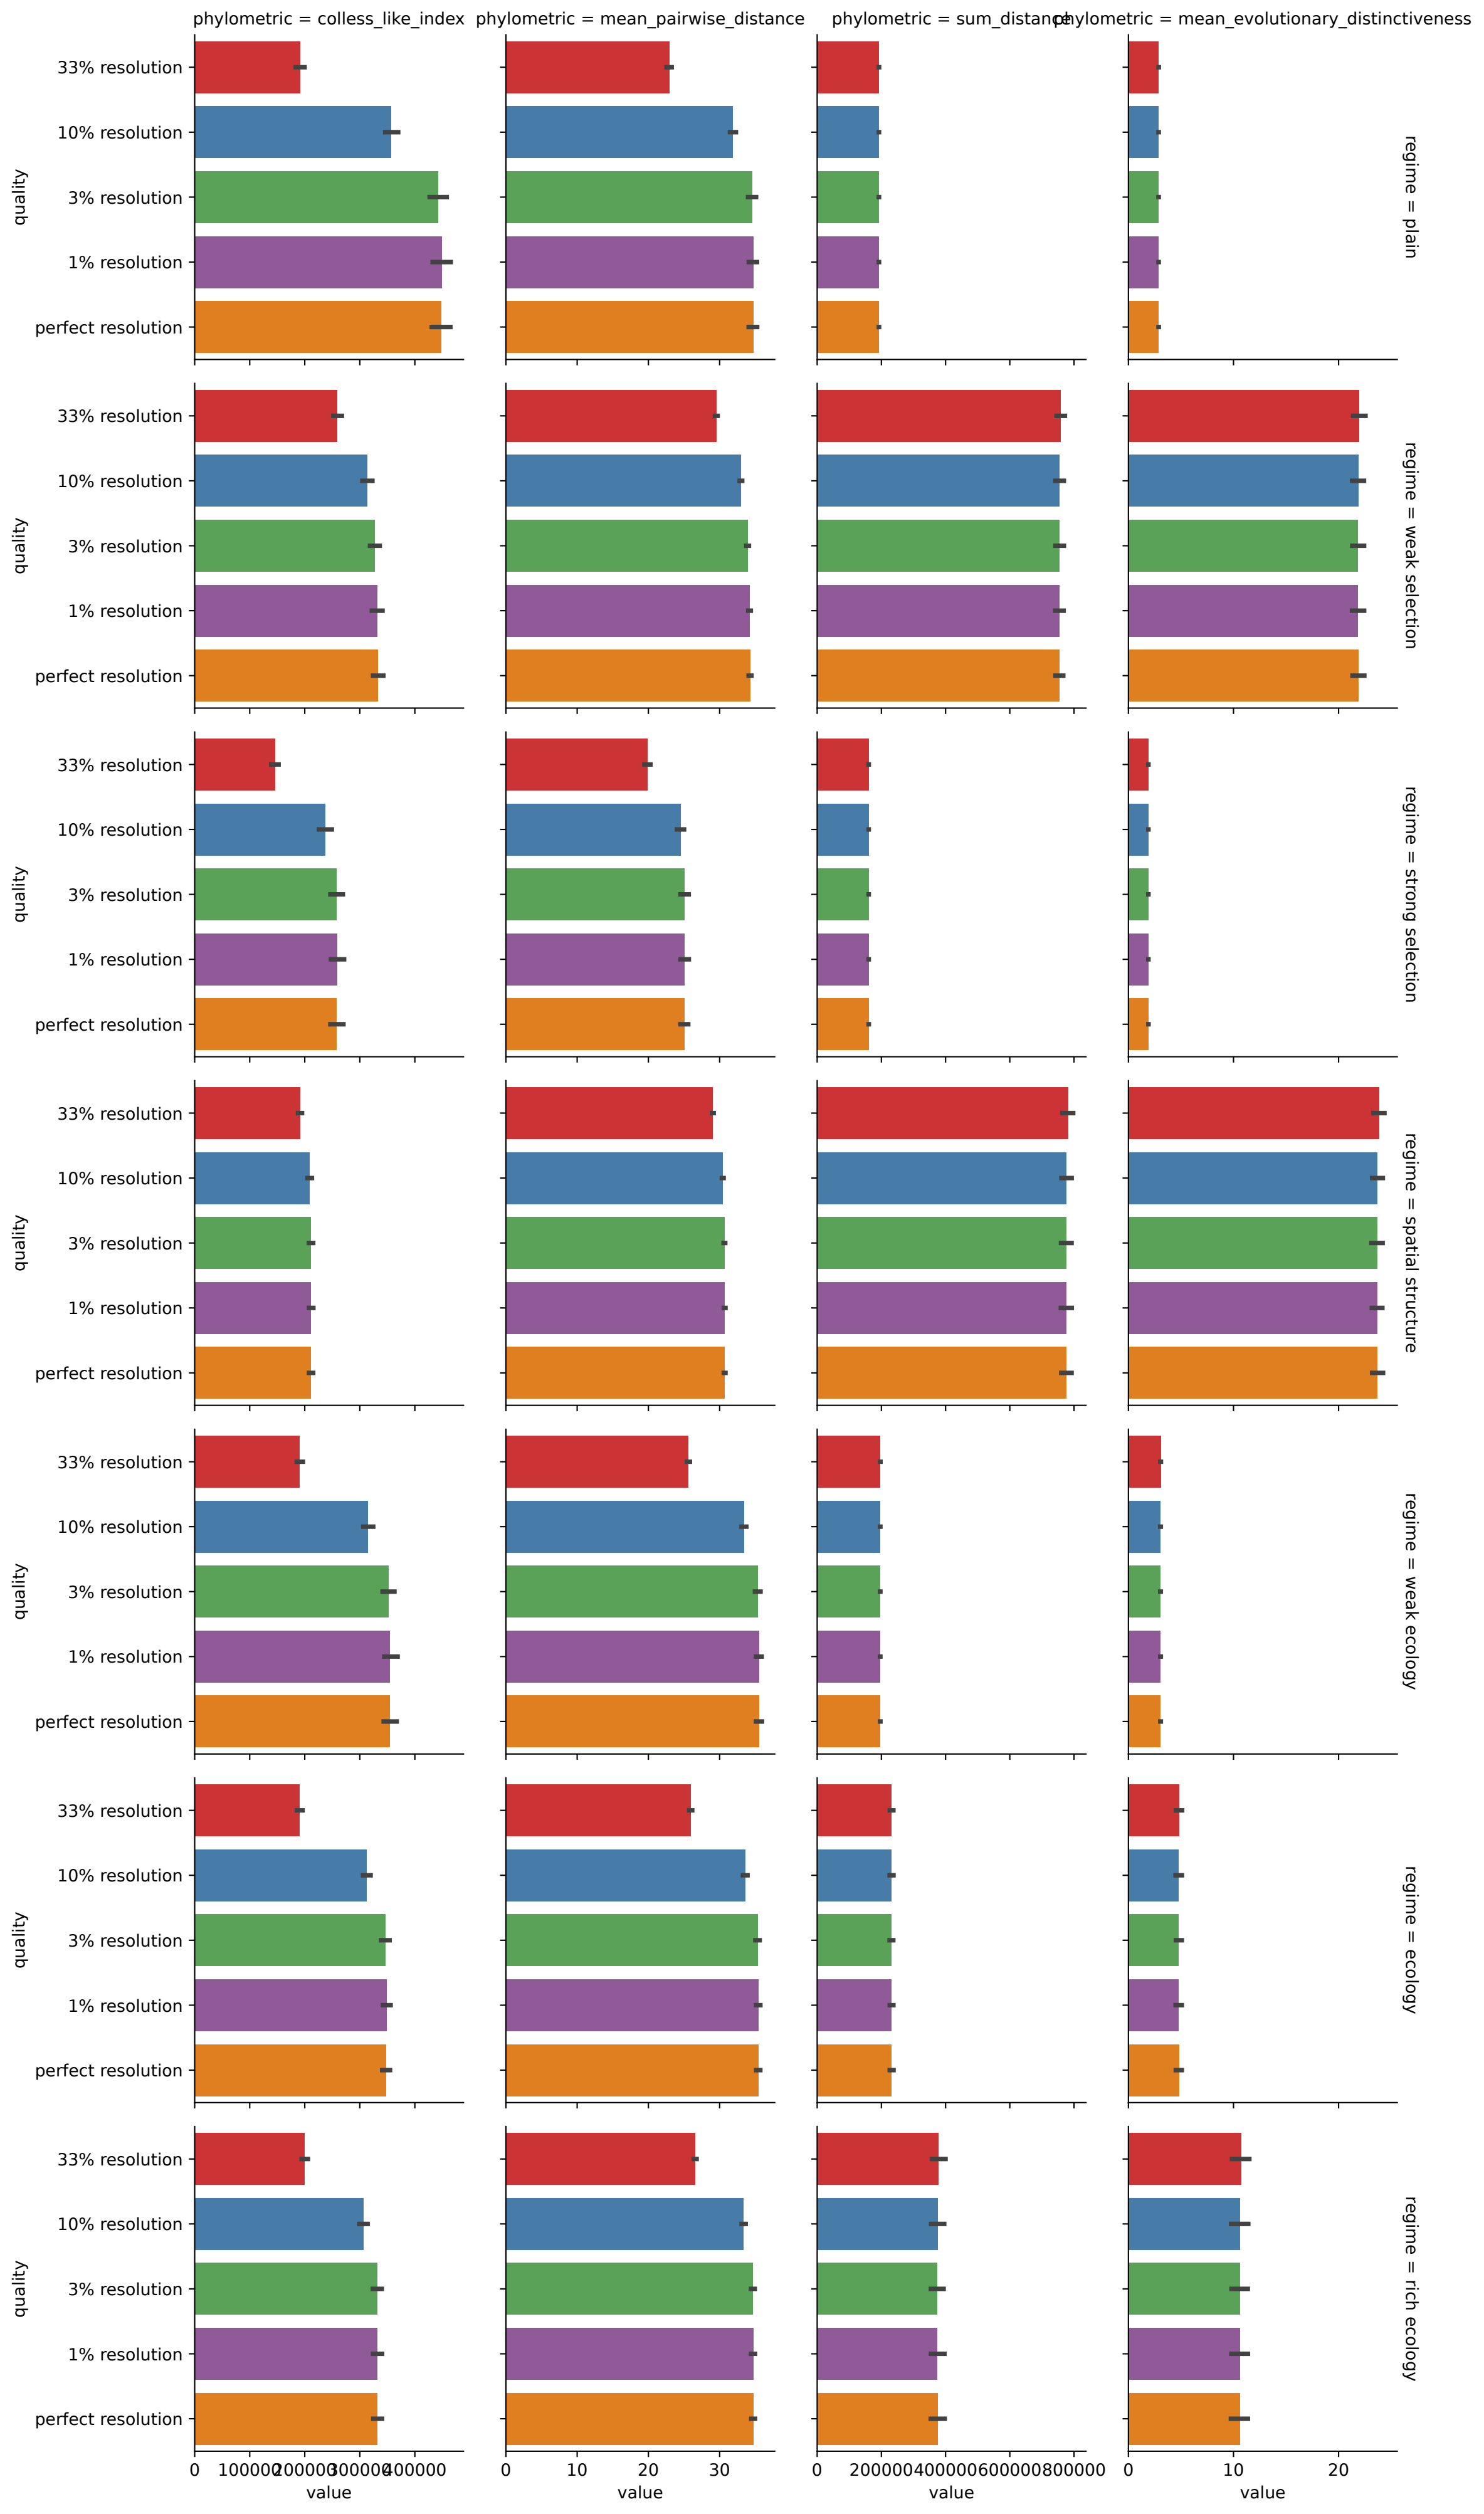 phylometric = colless_like_index
phylometric = mean_pairwise_distance
phylometric = sum_distance
phylometric = mean_evolutionary_distinctiveness
quality
33% resolution
10% resolution
3% resolution
1% resolution
perfect resolution
regime = plain
quality
33% resolution
10% resolution
3% resolution
1% resolution
perfect resolution
regime = weak selection
quality
33% resolution
10% resolution
3% resolution
1% resolution
perfect resolution
regime = strong selection
quality
33% resolution
10% resolution
3% resolution
1% resolution
perfect resolution
regime = spatial structure
quality
33% resolution
10% resolution
3% resolution
1% resolution
perfect resolution
regime = weak ecology
quality
33% resolution
10% resolution
3% resolution
1% resolution
perfect resolution
regime = ecology
quality
33% resolution
10% resolution
3% resolution
1% resolution
perfect resolution
regime = rich ecology
0 100000 200000 300000 400000
value
0 10 20 30
value
0 200000 400000 600000 800000
value
0 10 20
value